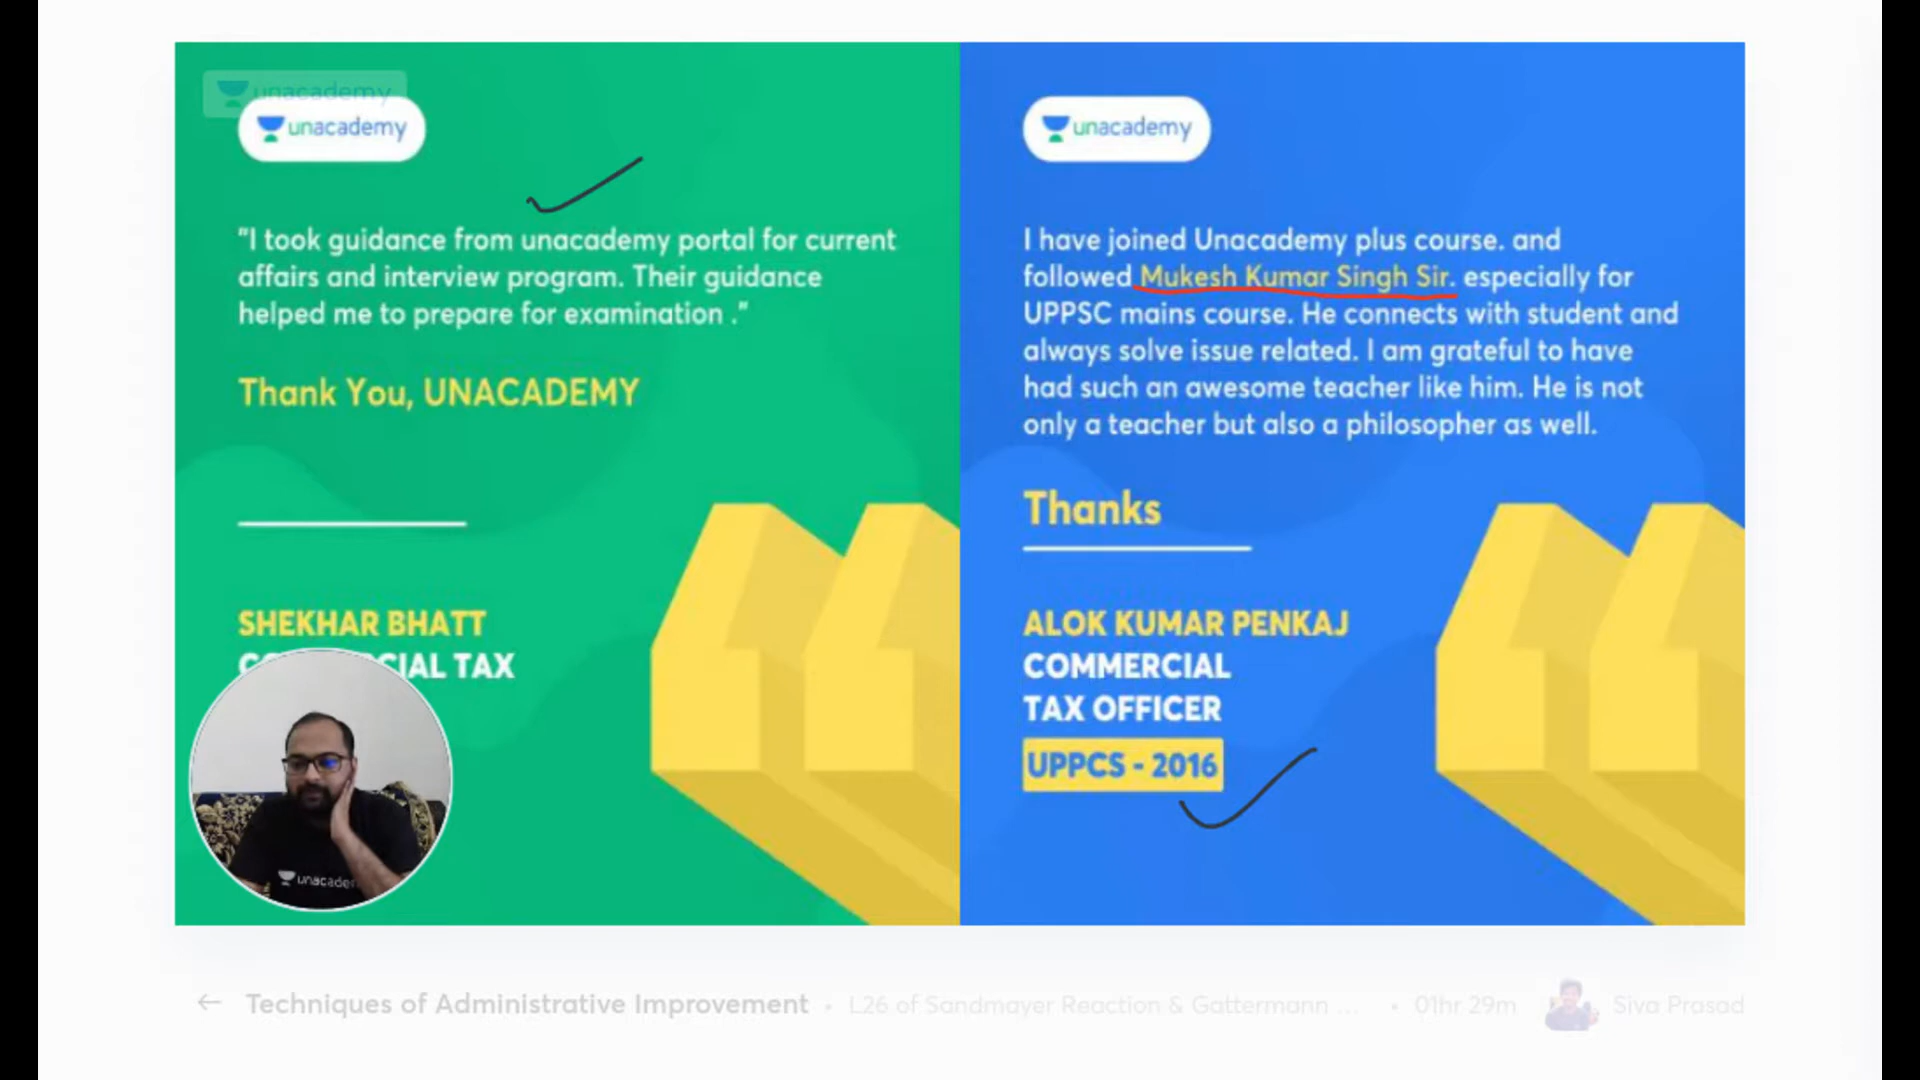 unacademy
unacademy
"I took guidance from unacademy portal for current
affairs and interview program. Their guidance
helped me to prepare for examination ."
Thank You, UNACADEMY
SHEKHAR BHATT
TAX
unacademy
I have joined Unacademy plus course. and
followed Mukesh Kumar Singh Sir. especially for
UPPSC mains course. He connects with student and
always solve issue related. I am grateful to have
had such an awesome teacher like him. He is not
only a teacher but also a philosopher as well.
Thanks
ALOK KUMAR PENKAJ
COMMERCIAL
TAX OFFICER
UPPCS - 2016
← Techniques of Administrative Improvement • L26 of Sandmayer Reaction & Gattermann ... • 01hr 29m Siva Prasad